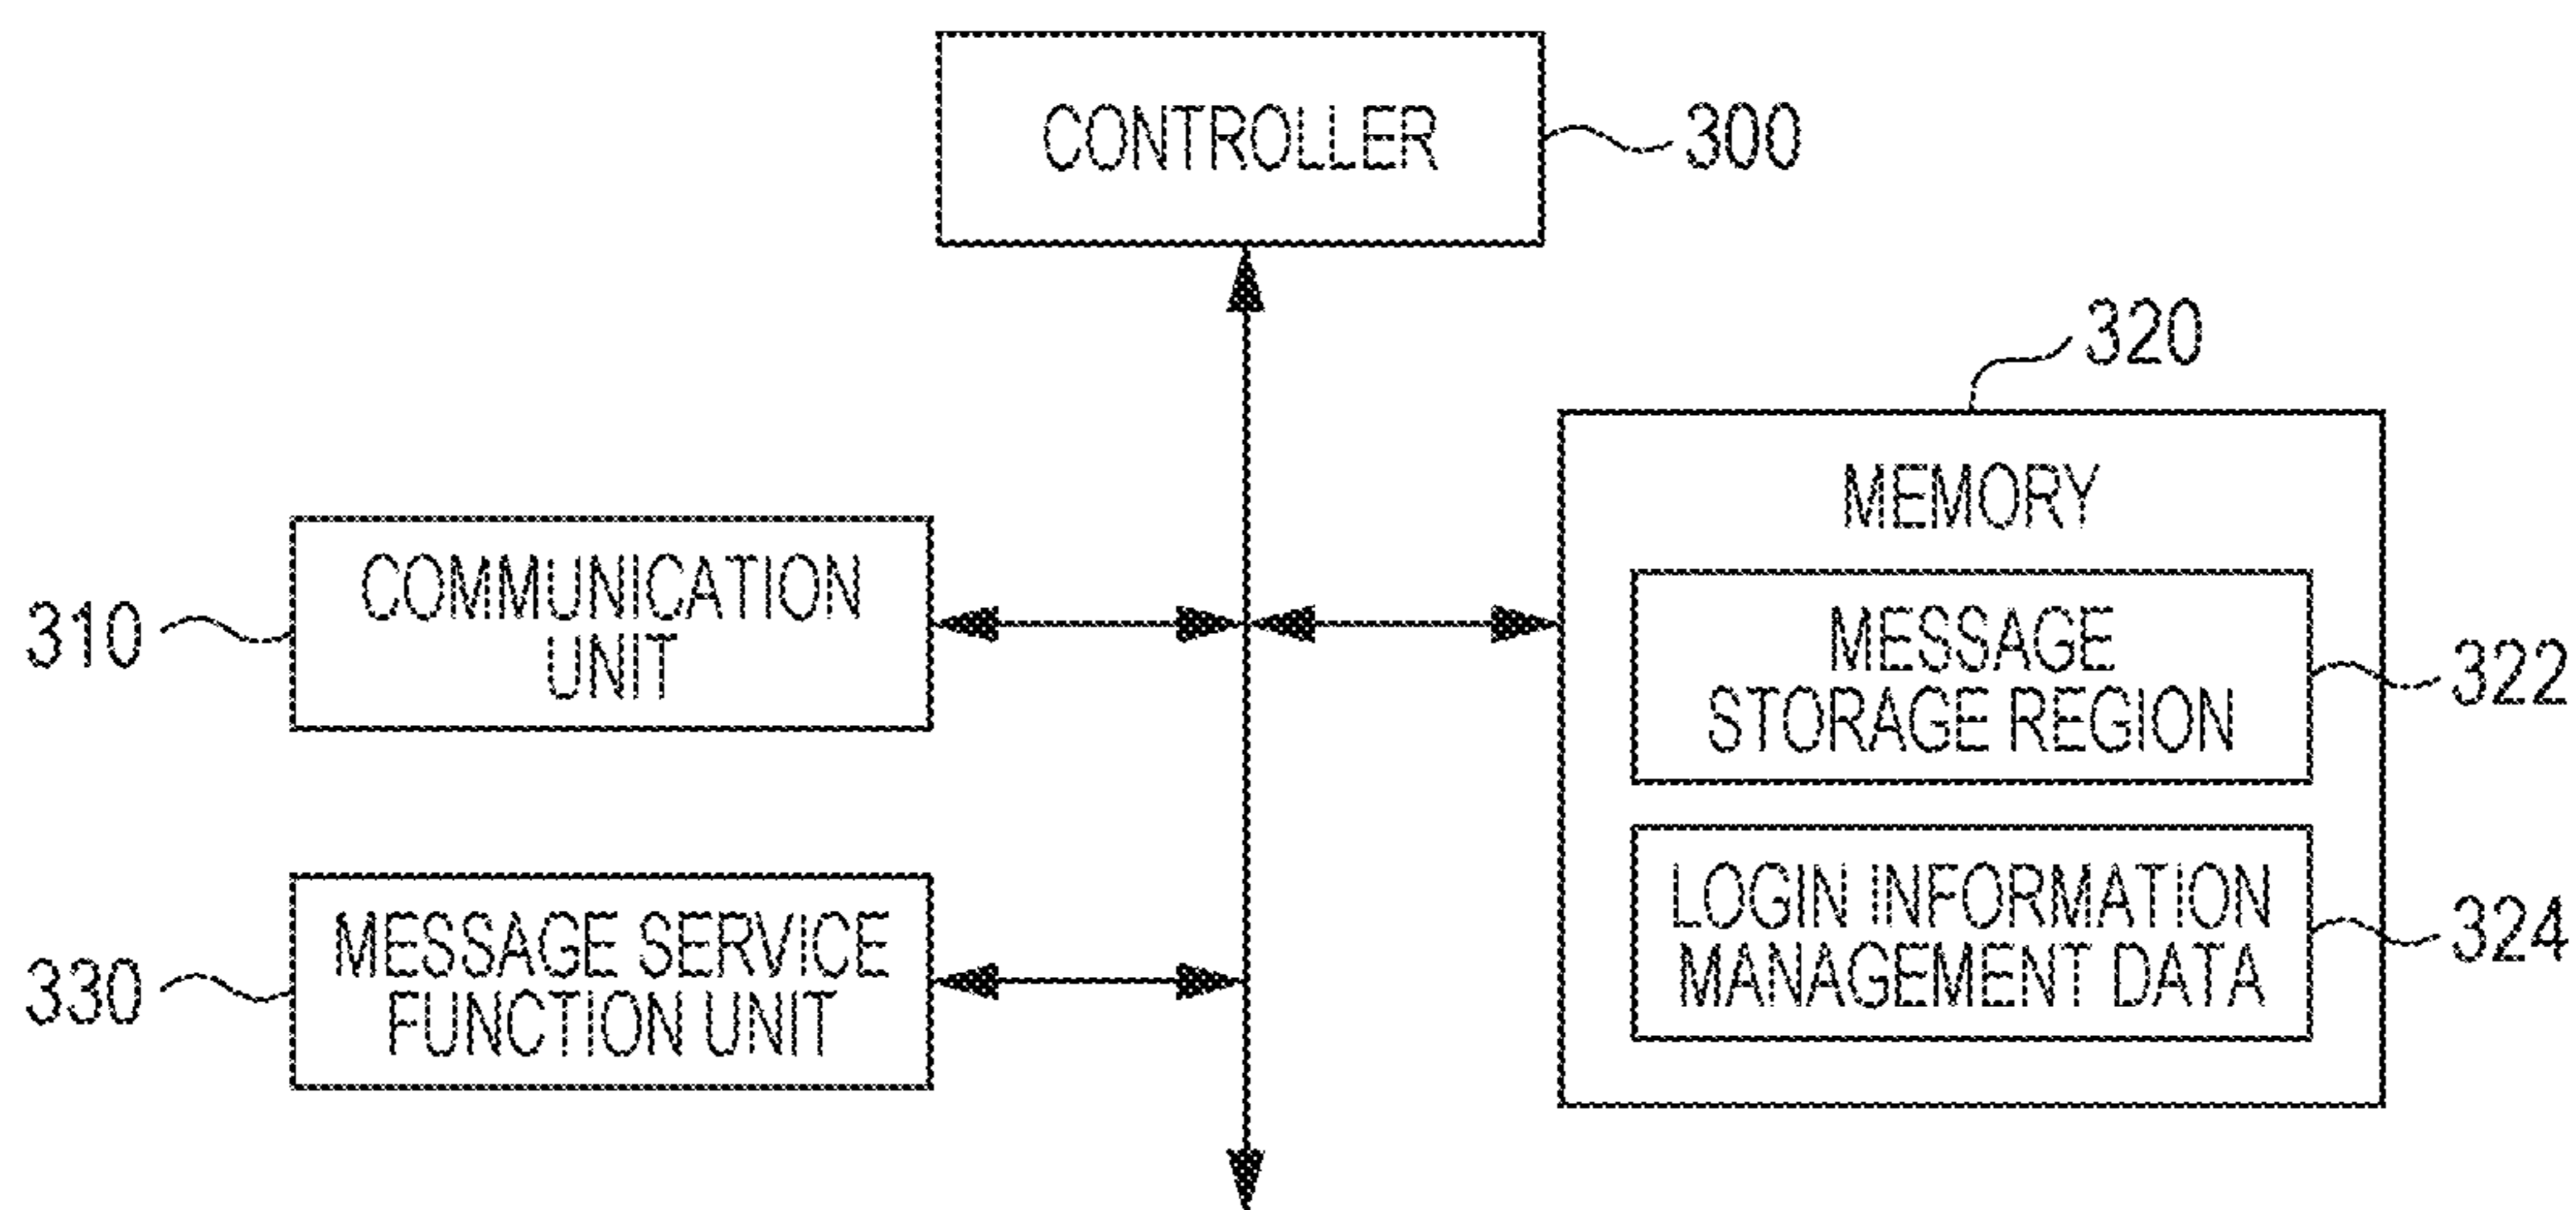 CONTROLLER
300
320
MEMORY
310
COMMUNICATION
UNIT
MESSAGE
STORAGE REGION
322
330
MESSAGE SERVICE
FUNCTION UNIT
LOGIN INFORMATION
MANAGEMENT DATA
324